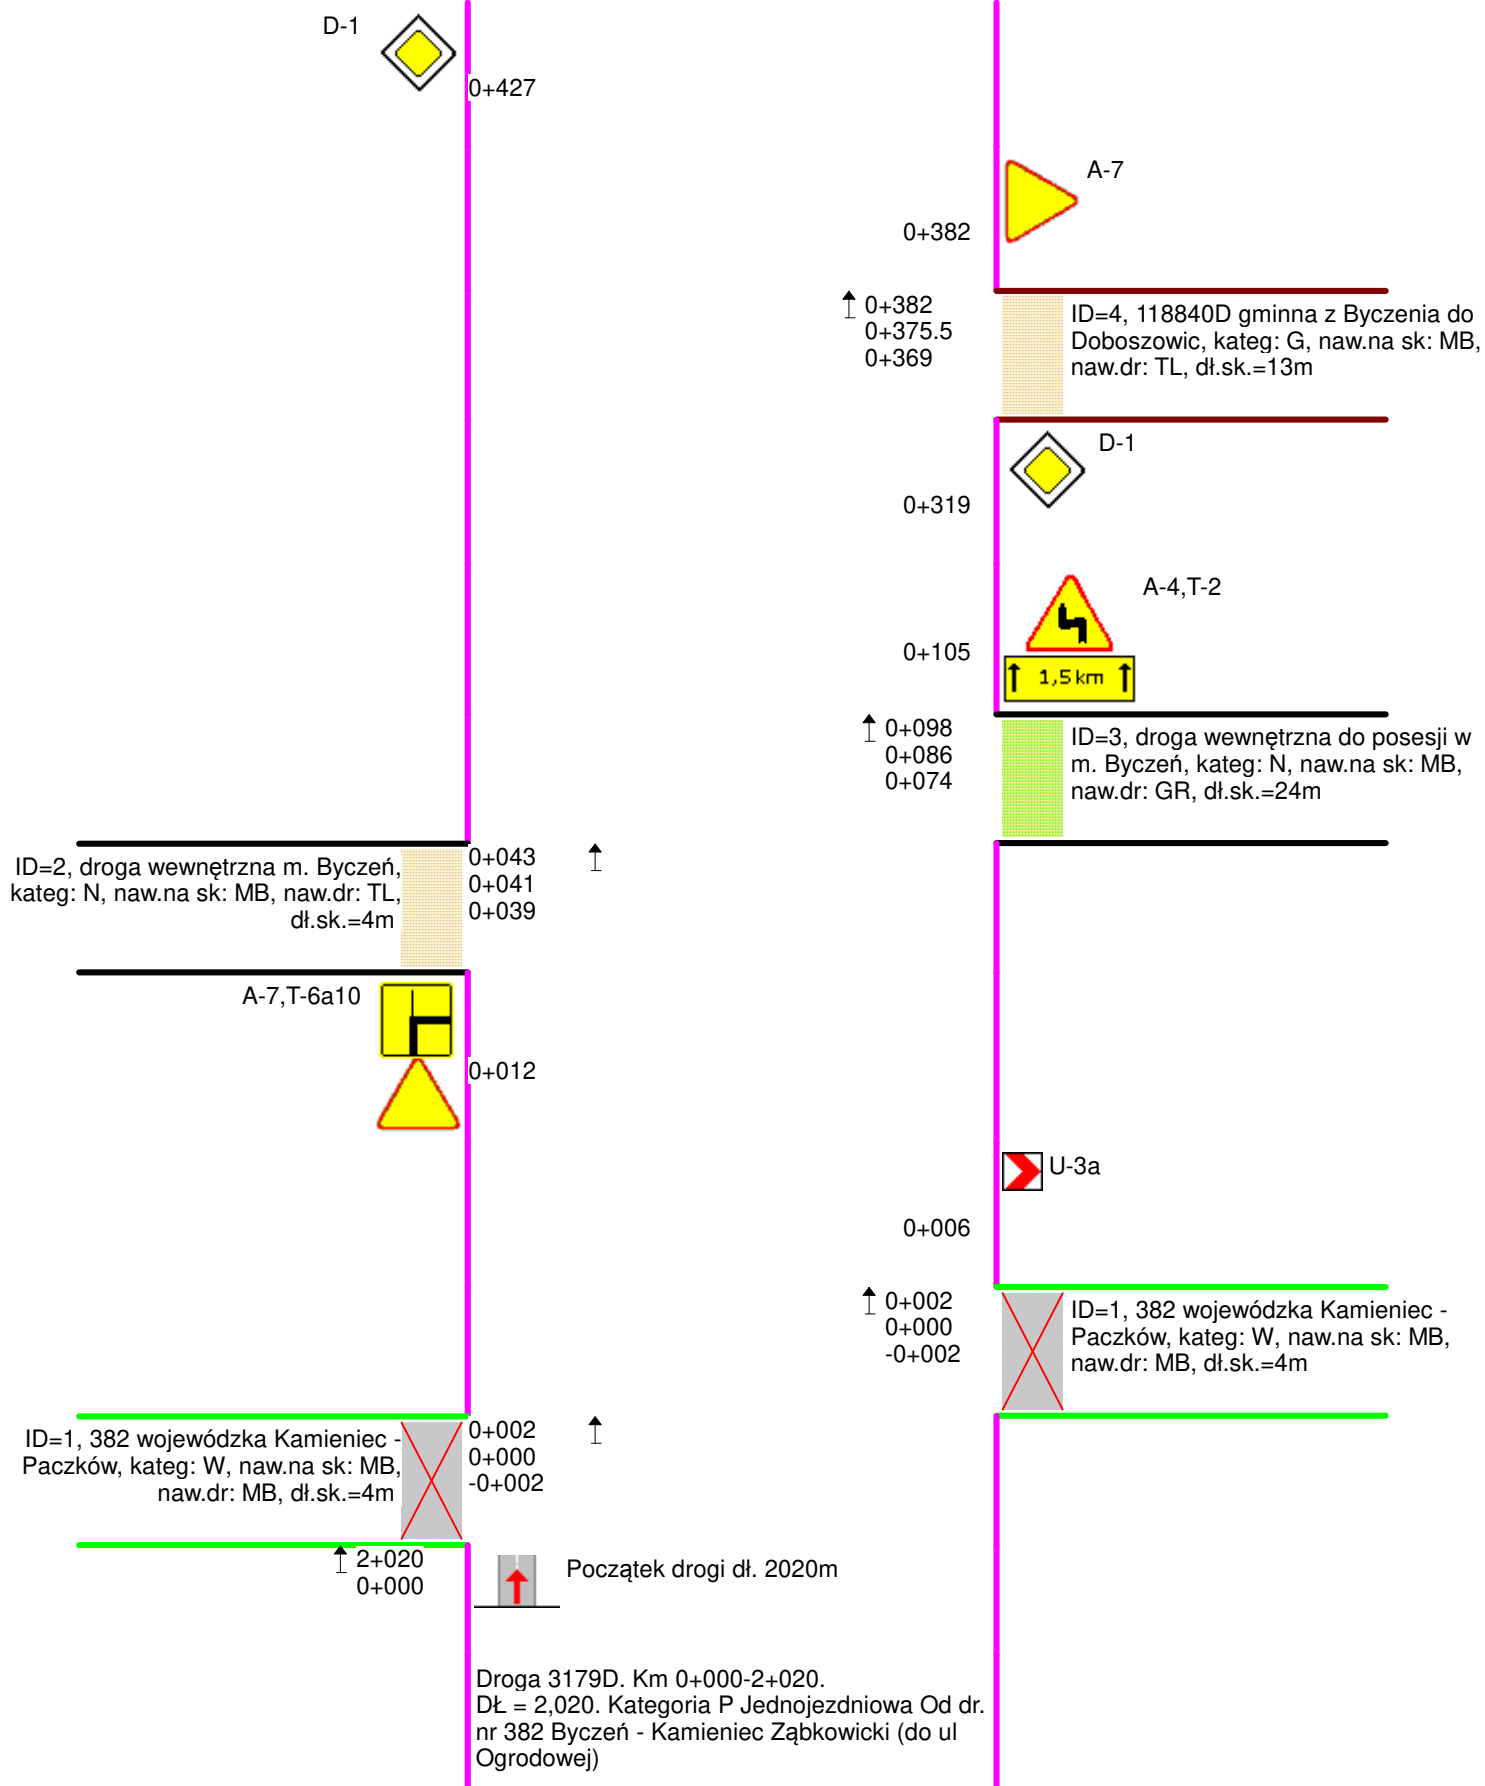 D-1
0+427
A-7
0+382
0+382
0+375.5
0+369
ID=4, 118840D gminna z Byczenia do
Doboszowic, kateg: G, naw.na sk: MB,
naw.dr: TL, dł.sk.=13m
D-1
0+319
A-4,T-2
0+105
1,5 km
0+098
0+086
0+074
ID=3, droga wewnętrzna do posesji w
m. Byczeń, kateg: N, naw.na sk: MB,
naw.dr: GR, dł.sk.=24m
ID=2, droga wewnętrzna m. Byczeń,
kateg: N, naw.na sk: MB, naw.dr: TL,
dł.sk.=4m
0+043
0+041
0+039
A-7,T-6a10
0+012
U-3a
0+006
0+002
0+000
-0+002
ID=1, 382 wojewódzka Kamieniec -
Paczków, kateg: W, naw.na sk: MB,
naw.dr: MB, dł.sk.=4m
ID=1, 382 wojewódzka Kamieniec -
Paczków, kateg: W, naw.na sk: MB,
naw.dr: MB, dł.sk.=4m
0+002
0+000
-0+002
2+020
0+000
Początek drogi dł. 2020m
Droga 3179D. Km 0+000-2+020.
DŁ = 2,020. Kategoria P Jednojezdniowa Od dr.
nr 382 Byczeń - Kamieniec Ząbkowicki (do ul
Ogrodowej)